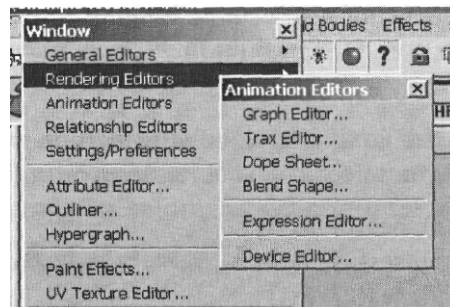 Window
General Editors
Rendering Editors
Animation Editors
Relationship Editors
Settings/Preferences
Attribute Editor...
Outliner...
Hypergraph...
Paint Effects...
UV Texture Editor...
Bodies Effects
?
Animation Editors
Graph Editor...
Trax Editor...
Dope Sheet...
Blend Shape...
Expression Editor...
Device Editor...